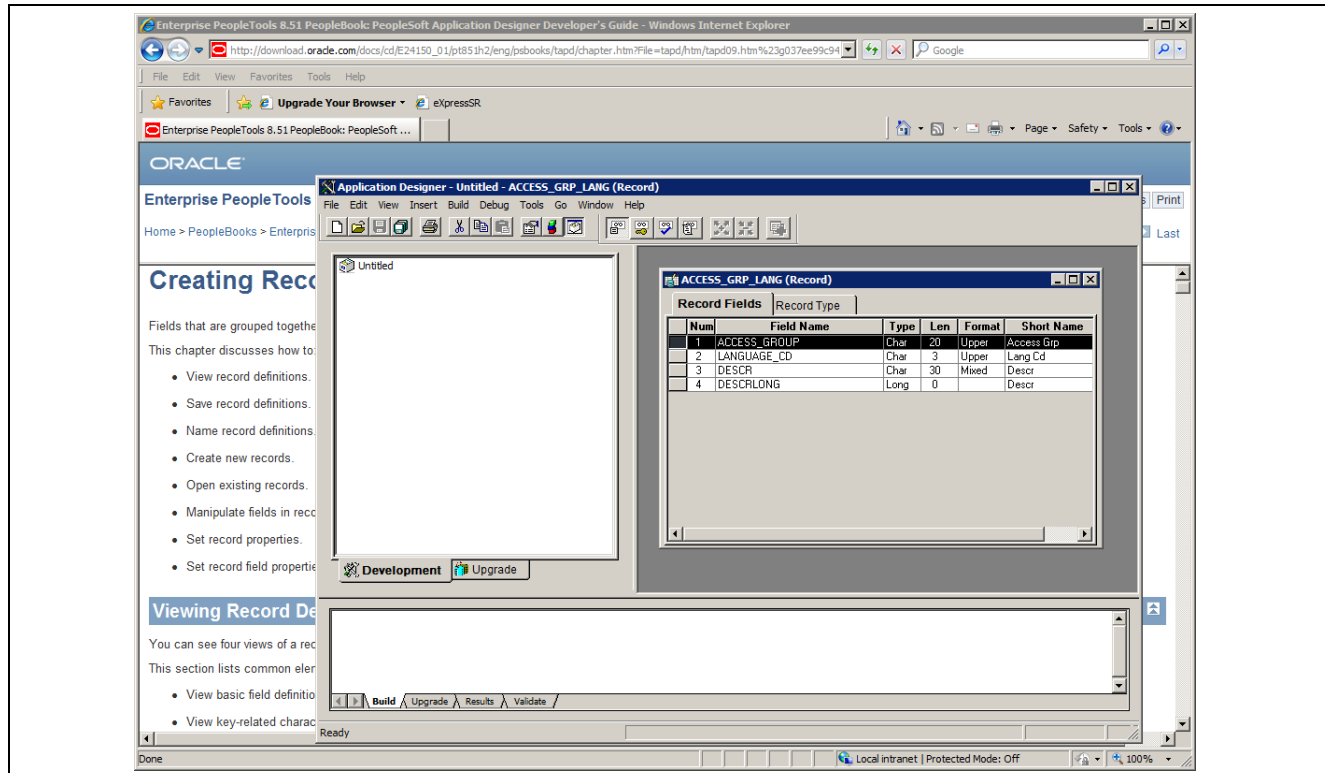 Enterprise PeopleTools 8.51 PeopleBook: PeopleSoft Application Designer Developer's Guide - Windows Internet Explorer
http://download.oracle.com/docs/cd/E24150_01/pt851h2/eng/psbooks/tapd/chapter.htm?File=tapd/htm/tapd09.htm%23g037ee99c94
Google
File Edit View Favorites Tools Help
Favorites Upgrade Your Browser eXpressSR
Enterprise PeopleTools 8.51 PeopleBook: PeopleSoft ...
Page Safety Tools
ORACLE
Enterprise PeopleTools
Print
Home > PeopleBooks > Enterpris
Last
Application Designer - Untitled - ACCESS_GRP_LANG (Record)
File Edit View Insert Build Debug Tools Go Window Help
Untitled
Development Upgrade
ACCESS_GRP_LANG (Record)
Record Fields Record Type
Num Field Name Type Len Format Short Name
1 ACCESS_GROUP Char 20 Upper Access Grp
2 LANGUAGE_CD Char 3 Upper Lang Cd
3 DESCR Char 30 Mixed Descr
4 DESCRLONG Long 0 Descr
Build Upgrade Results Validate
Ready
Creating Reco
Fields that are grouped togethe
This chapter discusses how to:
• View record definitions.
• Save record definitions.
• Name record definitions.
• Create new records.
• Open existing records.
• Manipulate fields in reco
• Set record properties.
• Set record field propertie
Viewing Record De
You can see four views of a rec
This section lists common eler
• View basic field definitio
• View key-related charac
Done
Local intranet | Protected Mode: Off
100%